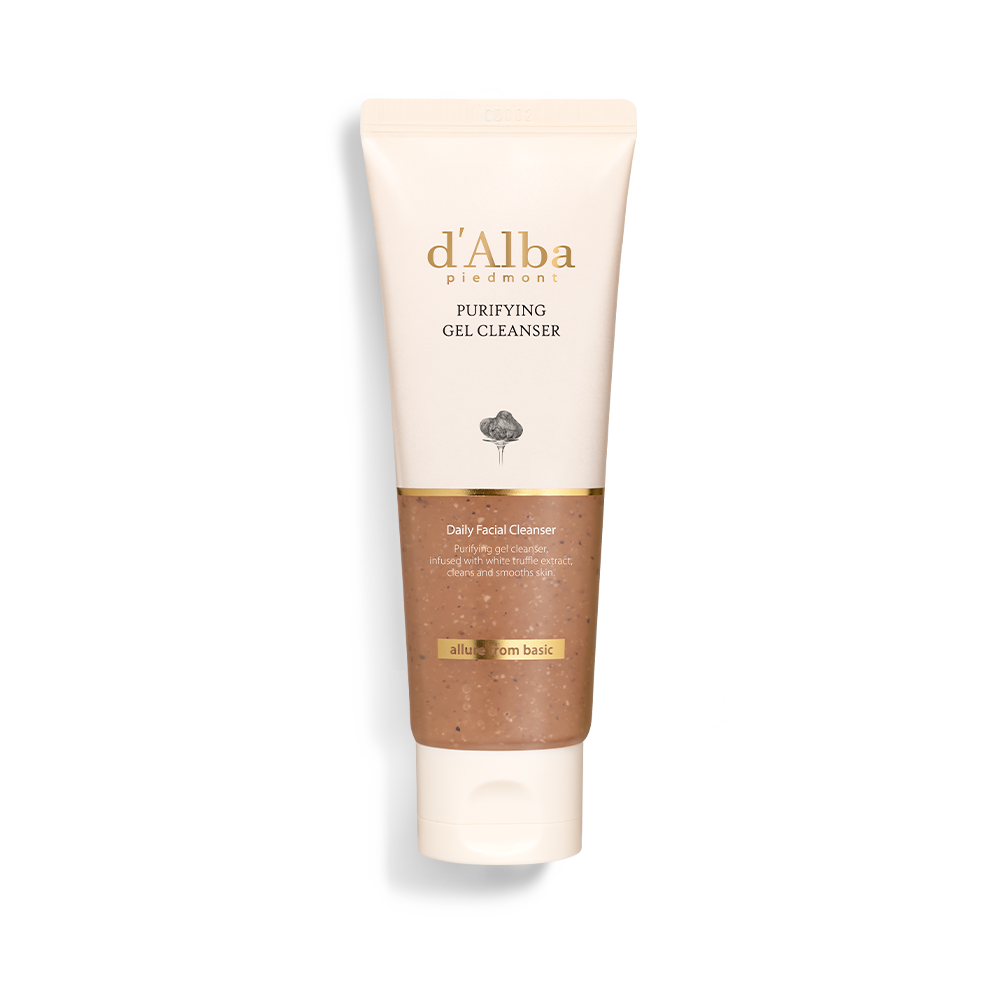 d'Alba
piedmont
PURIFYING
GEL CLEANSER
Daily Facial Cleanser
Purifying gel cleanser,
infused with white truffle extract,
cleans and smooths skin.
allure from basic